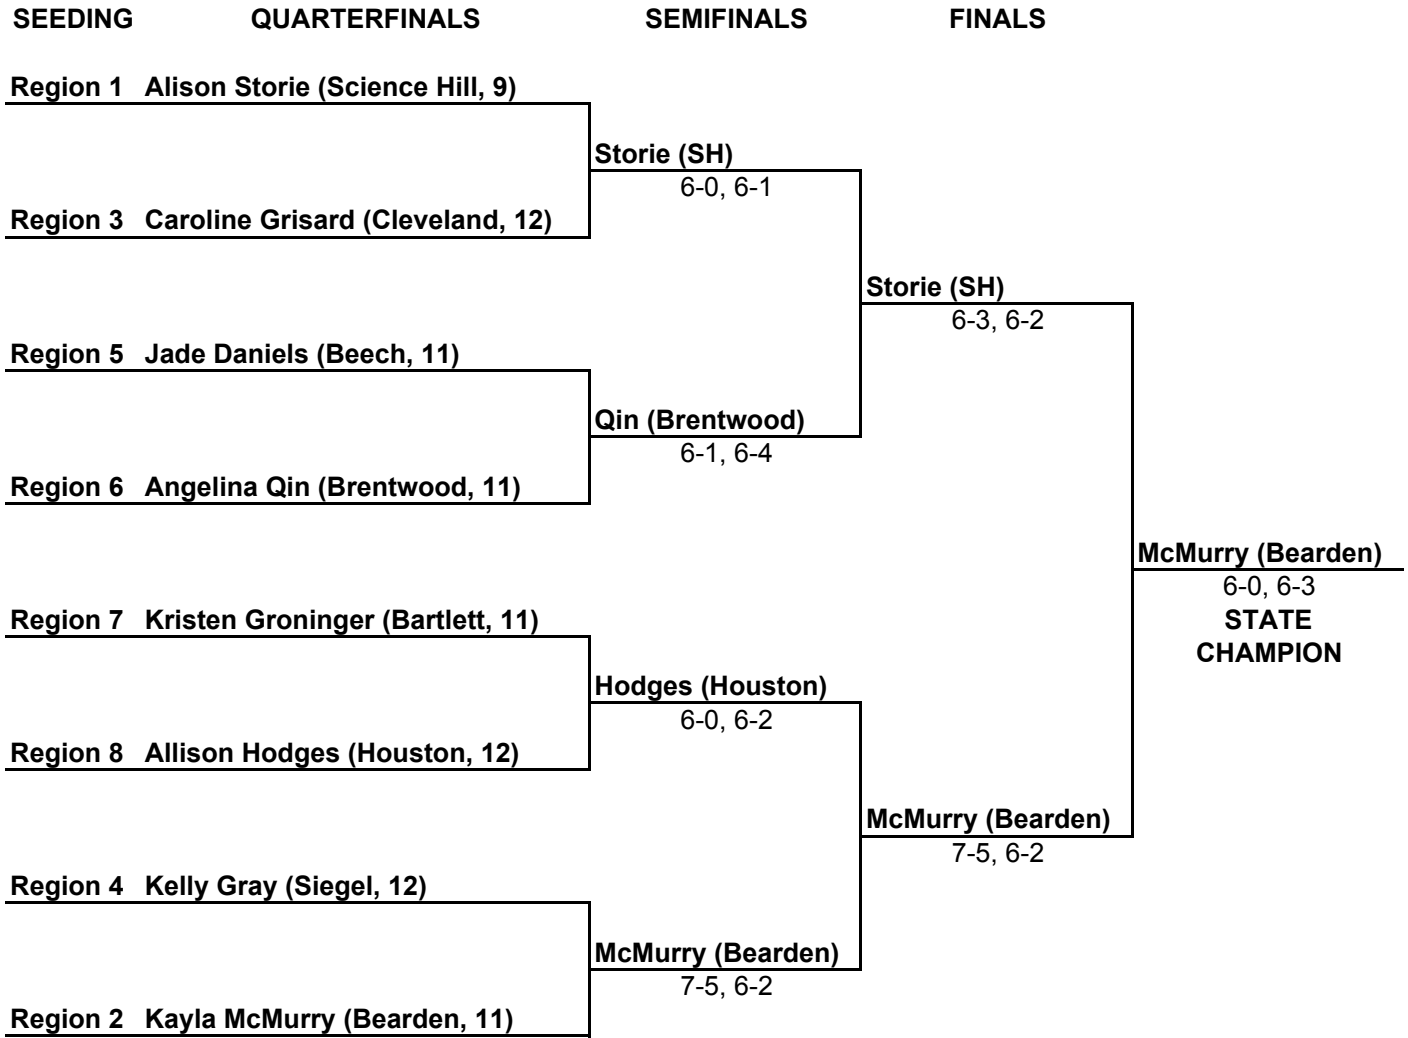 SEEDING QUARTERFINALS SEMIFINALS FINALS
Region 1 Alison Storie (Science Hill, 9)
Storie (SH)
6-0, 6-1
Region 3 Caroline Grisard (Cleveland, 12)
Storie (SH)
6-3, 6-2
Region 5 Jade Daniels (Beech, 11)
Qin (Brentwood)
6-1, 6-4
Region 6 Angelina Qin (Brentwood, 11)
McMurry (Bearden)
6-0, 6-3
Region 7 Kristen Groninger (Bartlett, 11) STATE
CHAMPION
Hodges (Houston)
6-0, 6-2
Region 8 Allison Hodges (Houston, 12)
McMurry (Bearden)
7-5, 6-2
Region 4 Kelly Gray (Siegel, 12)
McMurry (Bearden)
7-5, 6-2
Region 2 Kayla McMurry (Bearden, 11)